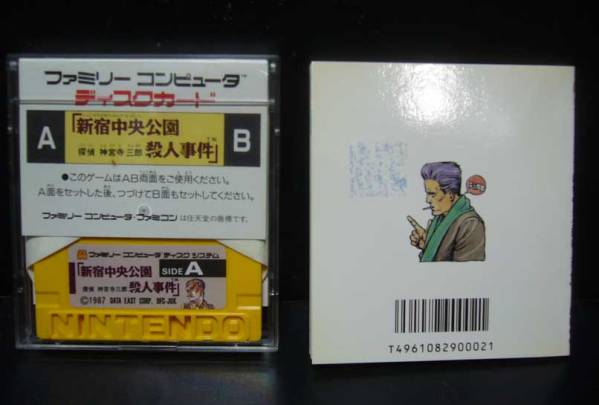 ファミリー コンピュータ™
ディスクカード
A
「新宿中央公園
探偵 神宮寺三郎 殺人事件」™
B
●このゲームはAB両面をご使用ください。
A面をセットした後、つづけてB面もセットしてください。
ファミリー コンピュータ・ファミコンは任天堂の商標です。
ファミリー コンピュータ ディスク システム
「新宿中央公園
SIDE A
探偵 神宮寺三郎 殺人事件」
©1987 DATA EAST CORP. DFC-JDK
NINTENDO
T4961082900021